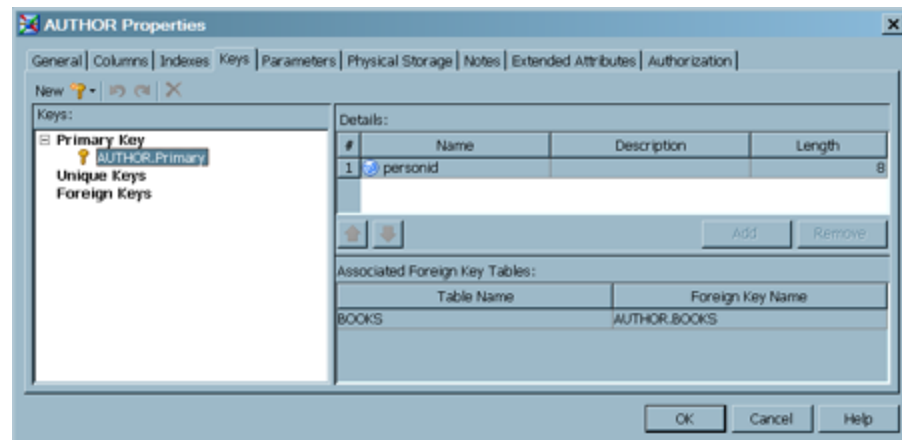 AUTHOR Properties
General Columns Indexes Keys Parameters Physical Storage Notes Extended Attributes Authorization
New
Keys:
Primary Key
AUTHOR.Primary
Unique Keys
Foreign Keys
Details:
# Name Description Length
1 personid 8
Add Remove
Associated Foreign Key Tables:
Table Name Foreign Key Name
BOOKS AUTHOR.BOOKS
OK Cancel Help